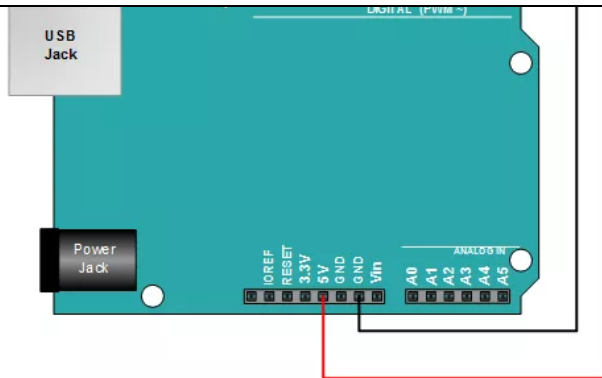 DIGITAL (PWM ~)
USB
Jack
Power
Jack
IOREF
RESET
3.3V
5V
GND
GND
Vin
ANALOG IN
A0
A1
A2
A3
A4
A5